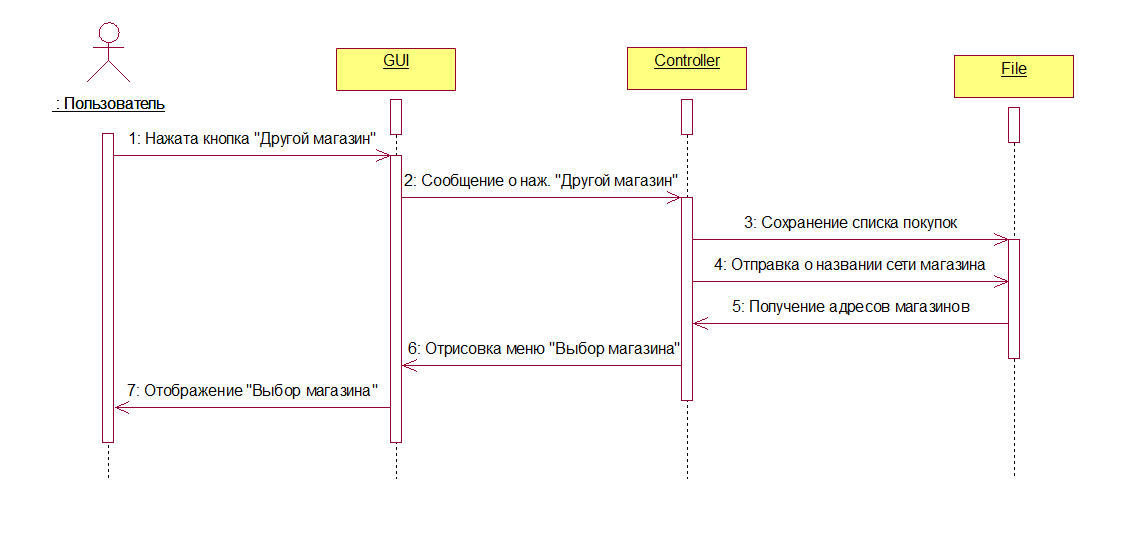 GUI
Controller
File
: Пользователь
1: Нажата кнопка "Другой магазин"
2: Сообщение о наж. "Другой магазин"
3: Сохранение списка покупок
4: Отправка о названии сети магазина
5: Получение адресов магазинов
6: Отрисовка меню "Выбор магазина"
7: Отображение "Выбор магазина"